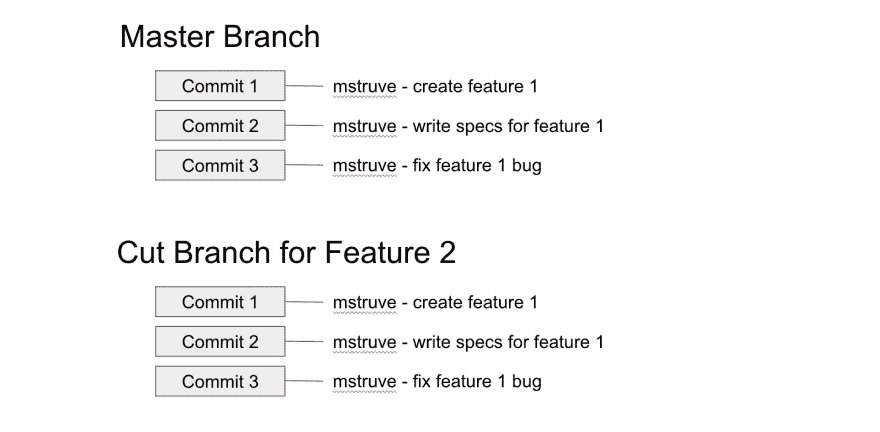 Master Branch
Commit 1 mstruve - create feature 1
Commit 2 mstruve - write specs for feature 1
Commit 3 mstruve - fix feature 1 bug
Cut Branch for Feature 2
Commit 1 mstruve - create feature 1
Commit 2 mstruve - write specs for feature 1
Commit 3 mstruve - fix feature 1 bug